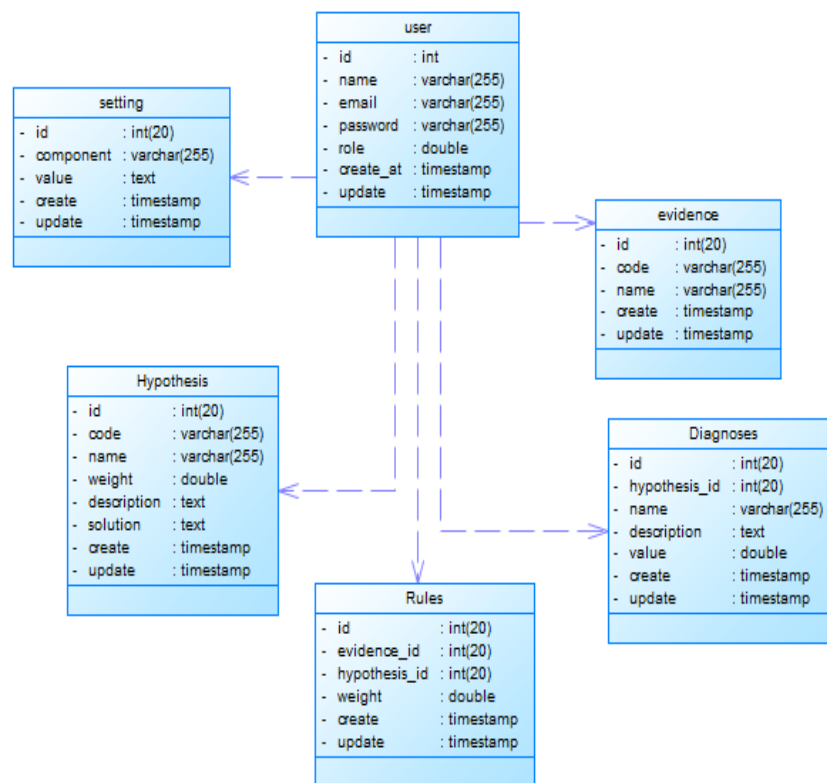 user
- id : int
- name : varchar(255)
- email : varchar(255)
- password : varchar(255)
- role : double
- create_at : timestamp
- update : timestamp
setting
- id : int(20)
- component : varchar(255)
- value : text
- create : timestamp
- update : timestamp
evidence
- id : int(20)
- code : varchar(255)
- name : varchar(255)
- create : timestamp
- update : timestamp
Hypothesis
- id : int(20)
- code : varchar(255)
- name : varchar(255)
- weight : double
- description : text
- solution : text
- create : timestamp
- update : timestamp
Diagnoses
- id : int(20)
- hypothesis_id : int(20)
- name : varchar(255)
- description : text
- value : double
- create : timestamp
- update : timestamp
Rules
- id : int(20)
- evidence_id : int(20)
- hypothesis_id : int(20)
- weight : double
- create : timestamp
- update : timestamp